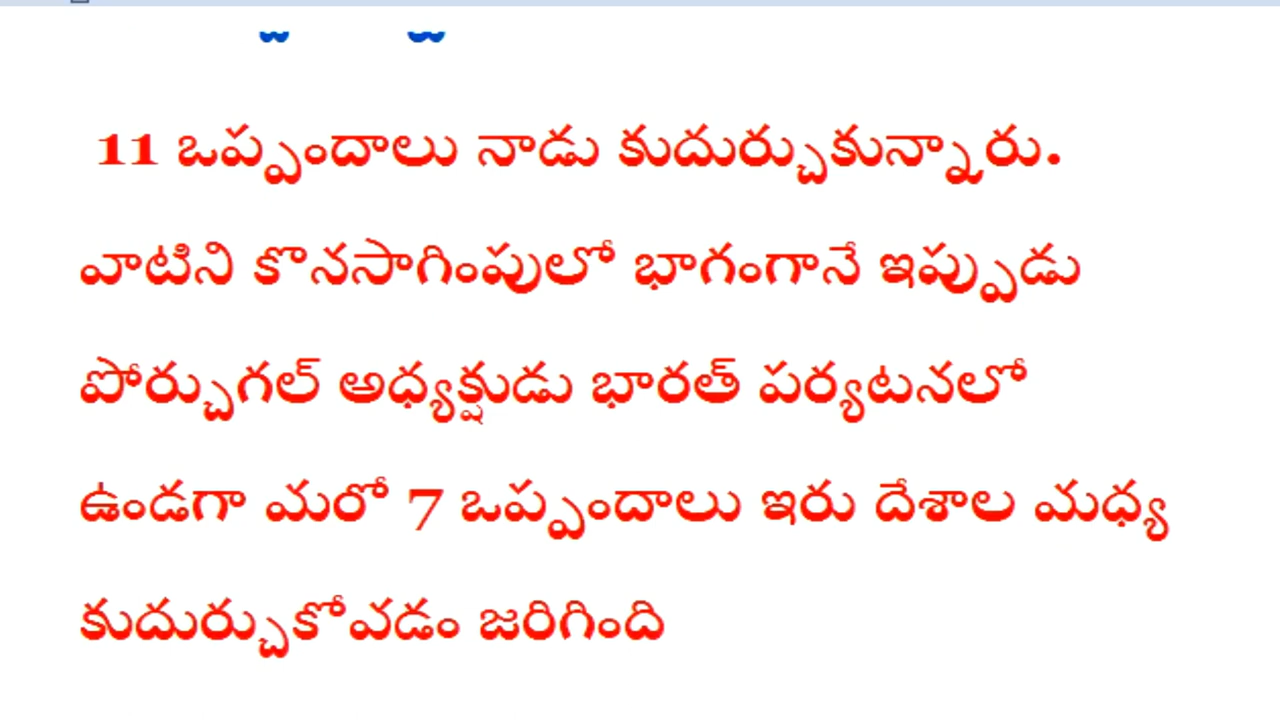 11 ఒప్పందాలు నాడు కుదుర్చుకున్నారు.
వాటిని కొనసాగింపులో భాగంగానే ఇప్పుడు
పోర్చుగల్ అధ్యక్షుడు భారత్ పర్యటనలో
ఉండగా మరో 7 ఒప్పందాలు ఇరు దేశాల మధ్య
కుదుర్చుకోవడం జరిగింది